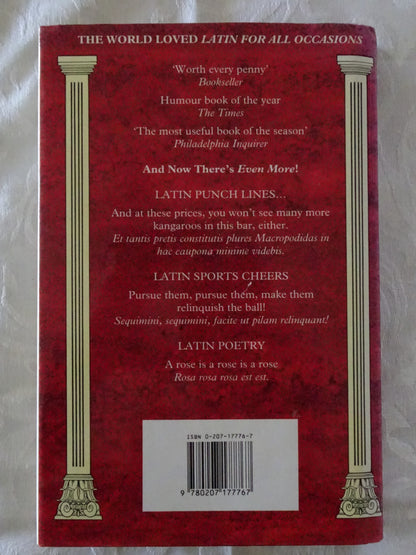 THE WORLD LOVED LATIN FOR ALL OCCASIONS
'Worth every penny'
Bookseller
Humour book of the year
The Times
'The most useful book of the season'
Philadelphia Inquirer
And Now There's Even More!
LATIN PUNCH LINES...
And at these prices, you won't see many more
kangaroos in this bar, either.
Et tantis pretis constitutis plures Macropodidas in
hac caupona minime videbis.
LATIN SPORTS CHEERS
Pursue them, pursue them, make them
relinquish the ball!
Sequimini, sequimini, facite ut pilam relinquant!
LATIN POETRY
A rose is a rose is a rose
Rosa rosa rosa est est.
ISBN 0-207-17776-7
9 780207 177767